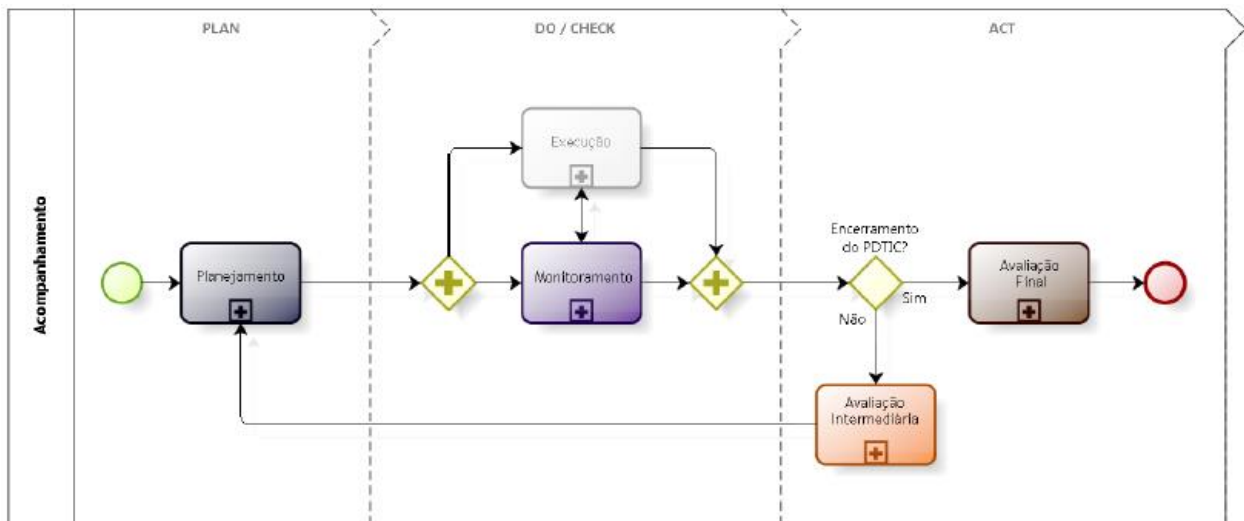 PLAN
DO / CHECK
ACT
Acompanhamento
Planejamento
Execução
Monitoramento
Encerramento
do PDTIC?
Sim
Não
Avaliação
Final
Avaliação
Intermediária